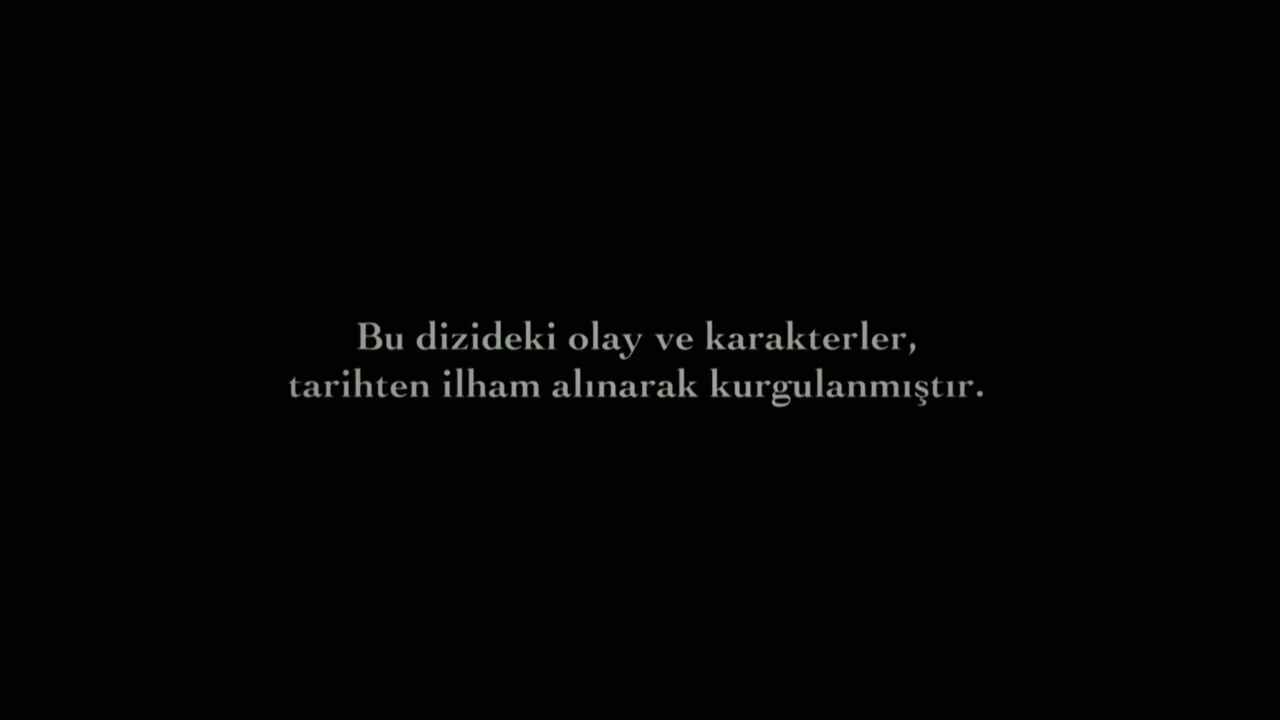 Bu dizideki olay ve karakterler,
tarihten ilham alınarak kurgulanmıştır.